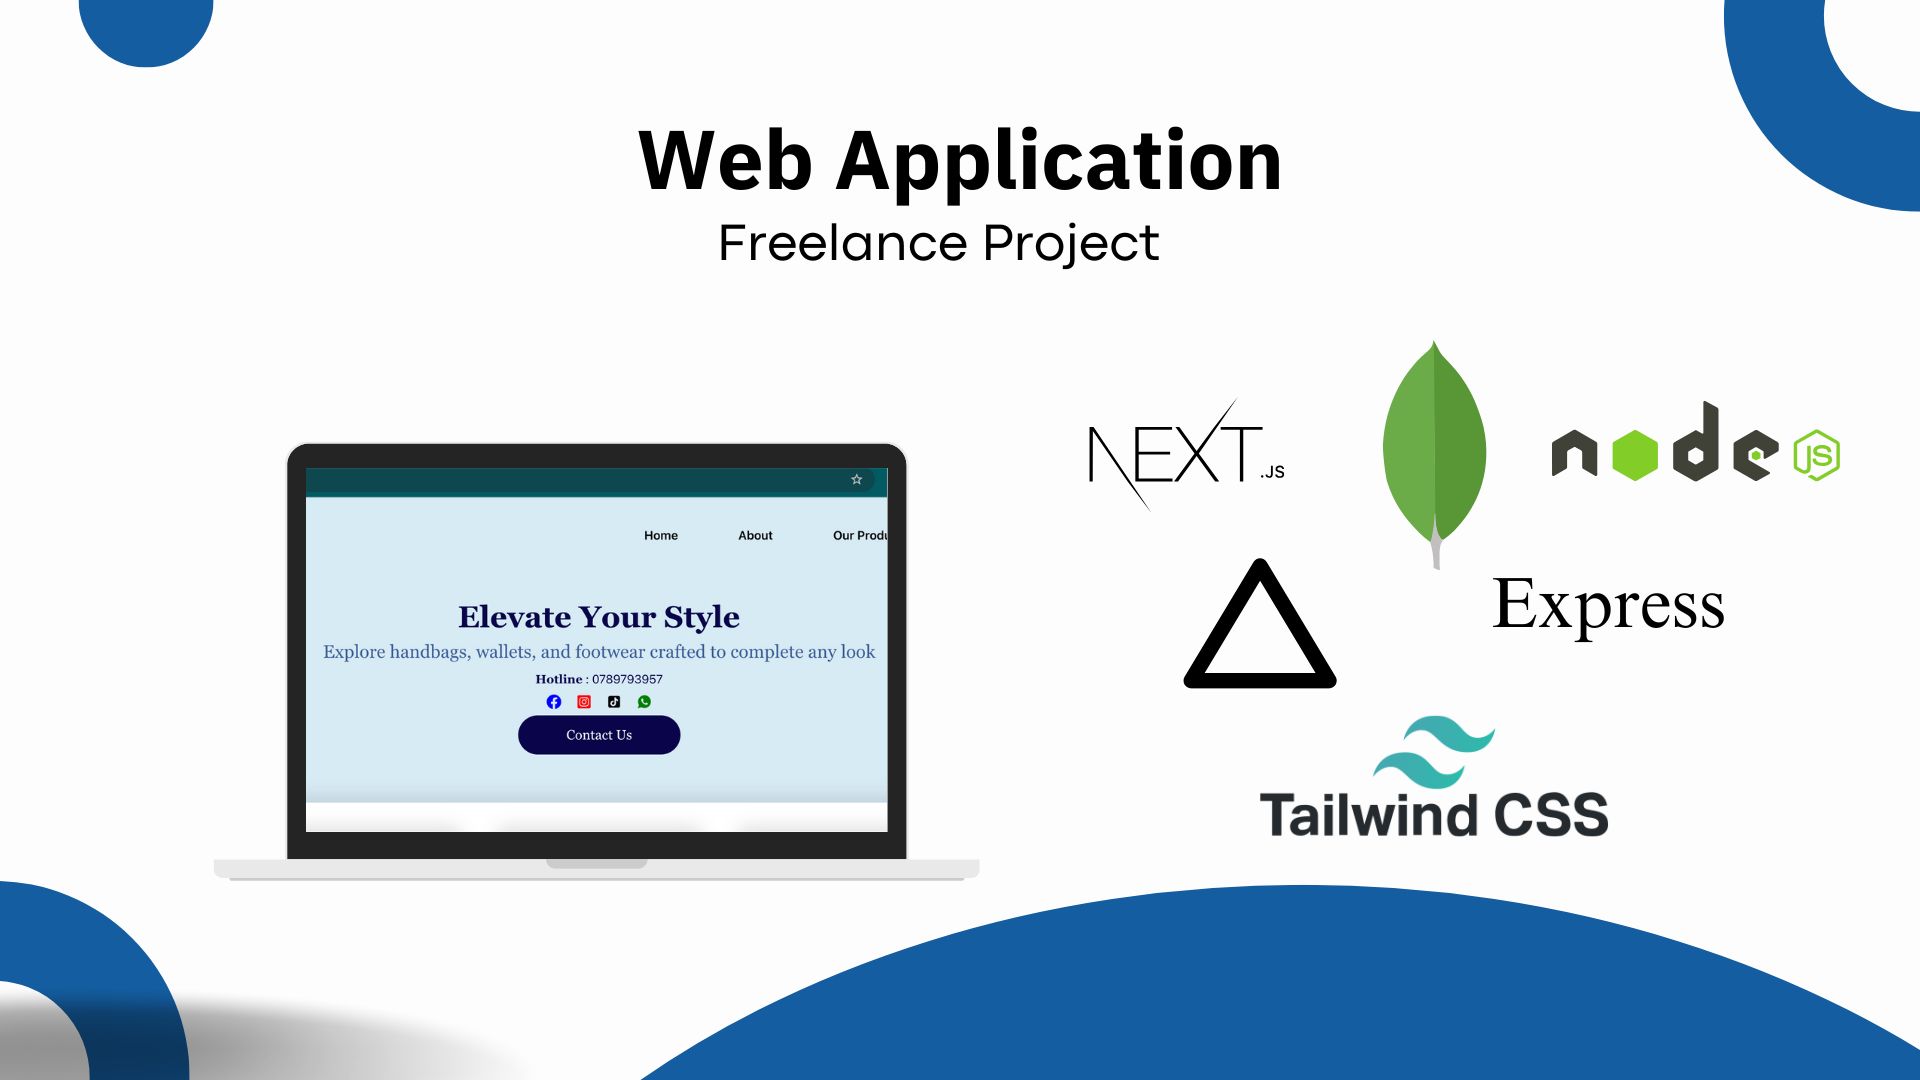 Web Application
Freelance Project
Home About Our Produ
Elevate Your Style
Explore handbags, wallets, and footwear crafted to complete any look
Hotline : 0789793957
Contact Us
NEXT.JS
node JS
Express
Tailwind CSS